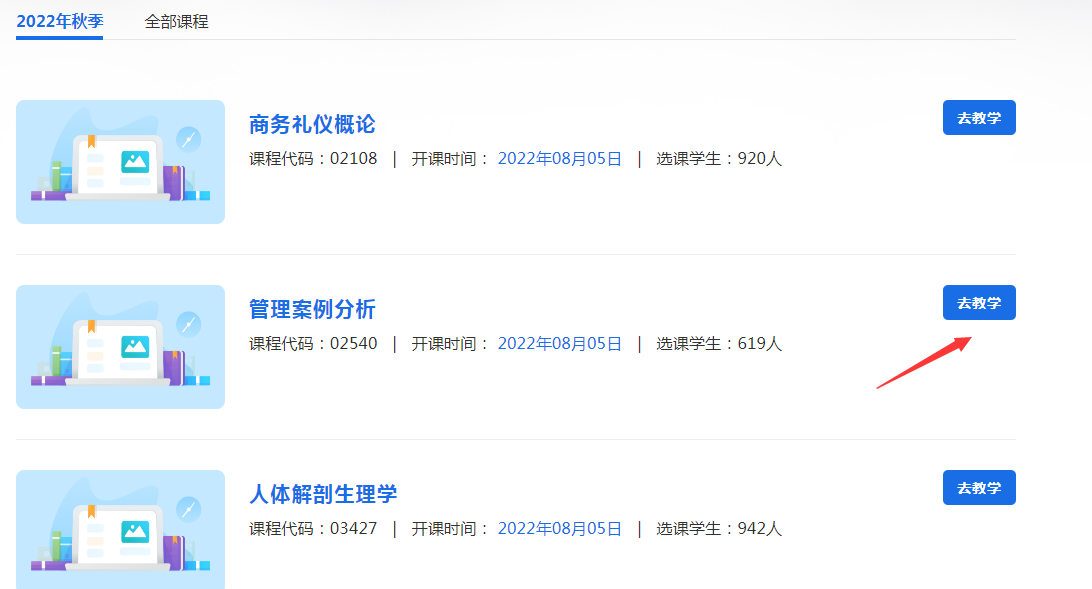 2022年秋季 全部课程
商务礼仪概论 去教学
课程代码：02108 | 开课时间： 2022年08月05日 | 选课学生：920人
管理案例分析 去教学
课程代码：02540 | 开课时间： 2022年08月05日 | 选课学生：619人
人体解剖生理学 去教学
课程代码：03427 | 开课时间： 2022年08月05日 | 选课学生：942人